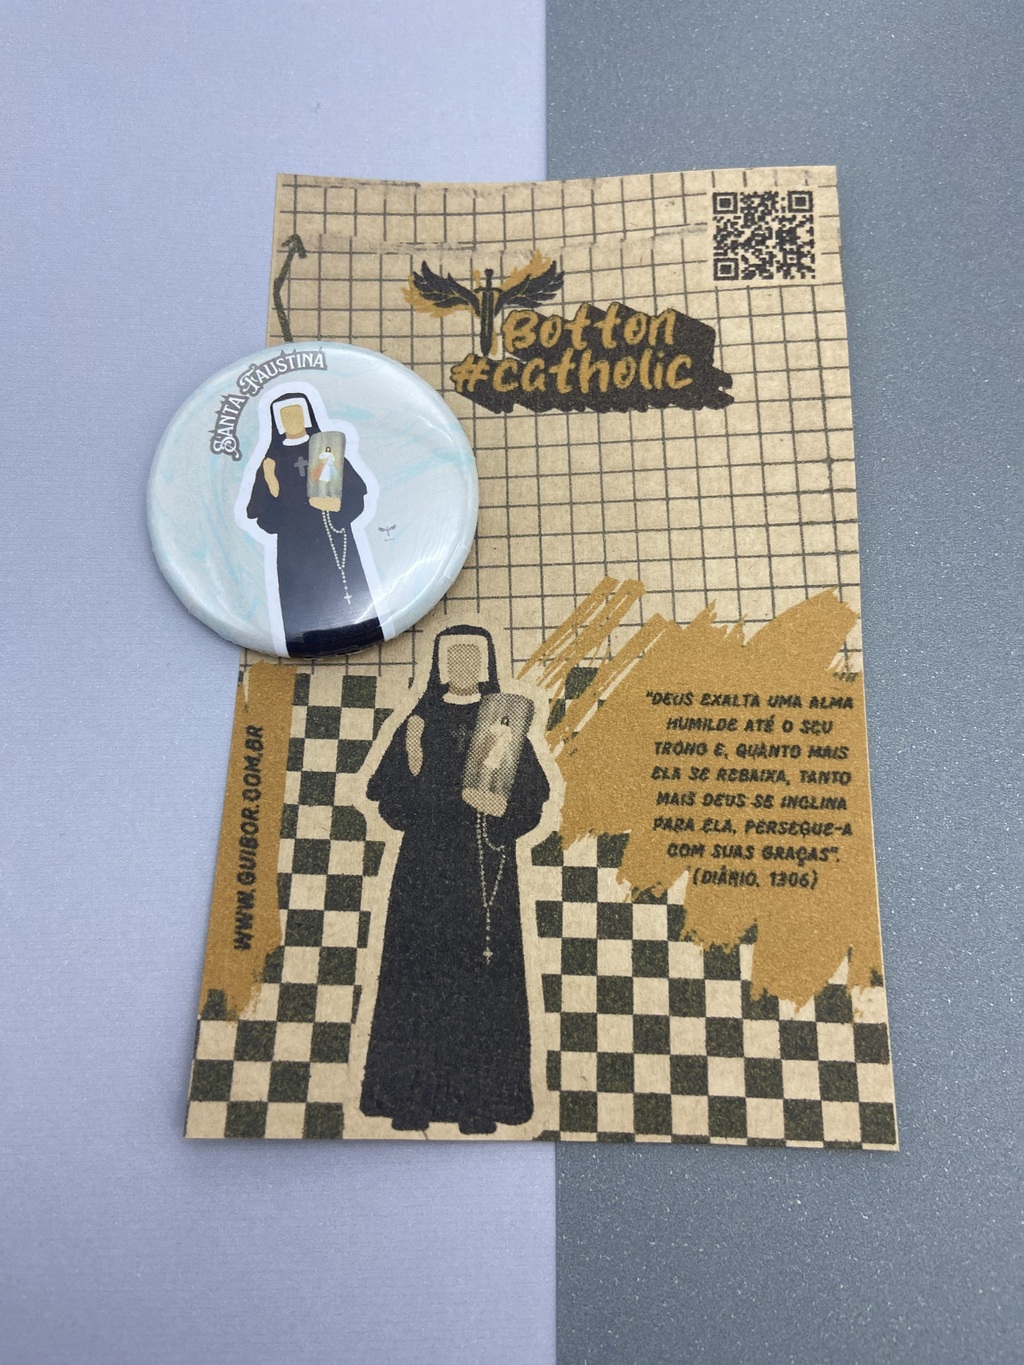 Botton
#catholic
SANTA FAUSTINA
"DEUS EXALTA UMA ALMA
HUMILDE ATÉ O SEU
TRONO E, QUANTO MAIS
ELA SE REBAIXA, TANTO
MAIS DEUS SE INCLINA
PARA ELA, PERSEGUE-A
COM SUAS GRAÇAS".
(DIÁRIO, 1306)
WWW.GUIBOR.COM.BR